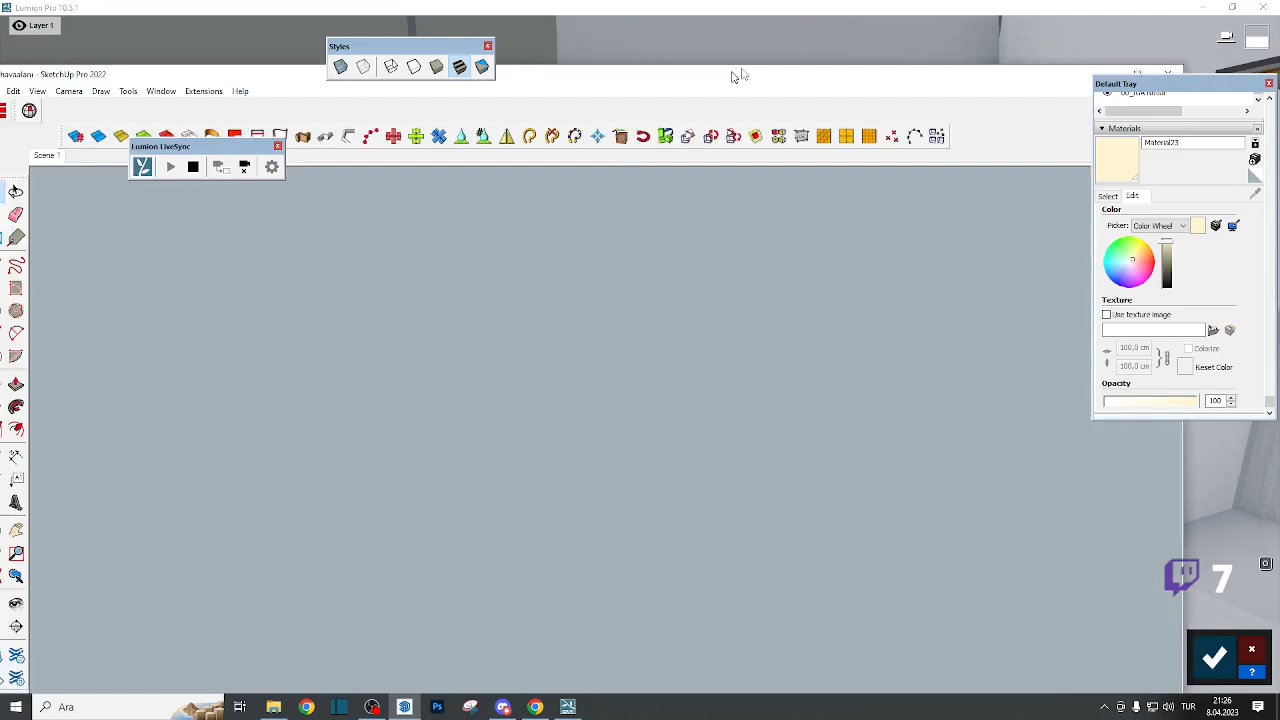 Lumion Pro 10.5.1
Layer 1
Styles
havaalanı - SketchUp Pro 2022
Default Tray
Edit View Camera Draw Tools Window Extensions Help
Materials
Material23
Lumion LiveSync
Scene 1
Select Edit
Color
Picker: Color Wheel
Texture
Use texture image
100,0 cm
Colorize
100,0 cm
Reset Color
Opacity
100
7
Ara
21:26
TUR
8.04.2023